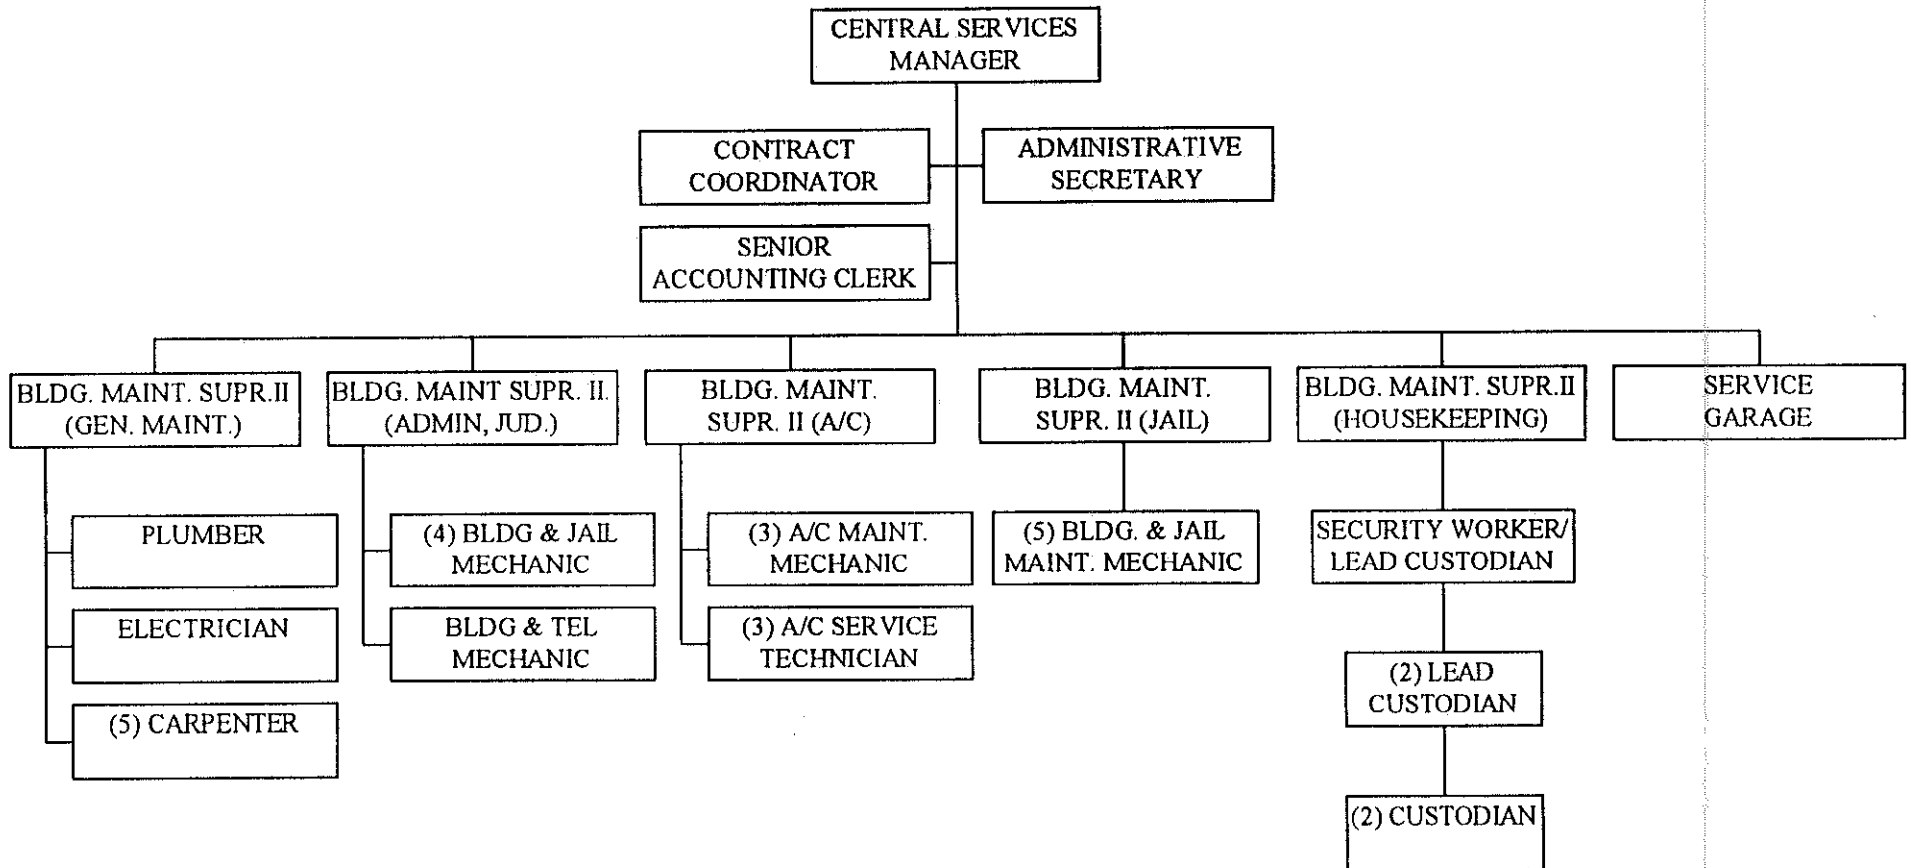 CENTRAL SERVICES
MANAGER
CONTRACT
COORDINATOR
ADMINISTRATIVE
SECRETARY
SENIOR
ACCOUNTING CLERK
BLDG. MAINT. SUPR.II
(GEN. MAINT.)
BLDG. MAINT SUPR. II.
(ADMIN, JUD.)
BLDG. MAINT.
SUPR. II (A/C)
BLDG. MAINT.
SUPR. II (JAIL)
BLDG. MAINT. SUPR.II
(HOUSEKEEPING)
SERVICE
GARAGE
PLUMBER
ELECTRICIAN
(5) CARPENTER
(4) BLDG & JAIL
MECHANIC
BLDG & TEL
MECHANIC
(3) A/C MAINT.
MECHANIC
(3) A/C SERVICE
TECHNICIAN
(5) BLDG. & JAIL
MAINT. MECHANIC
SECURITY WORKER/
LEAD CUSTODIAN
(2) LEAD
CUSTODIAN
(2) CUSTODIAN